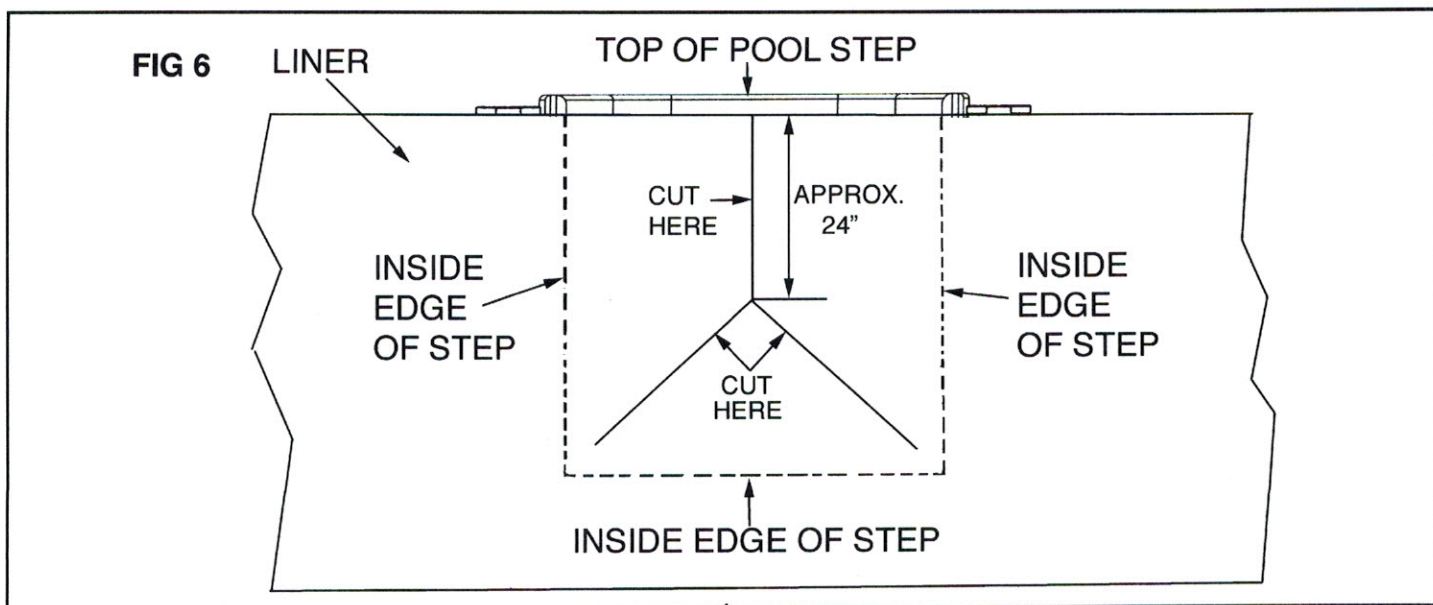 FIG 6
LINER
TOP OF POOL STEP
CUT
HERE
APPROX.
24”
INSIDE
EDGE
OF STEP
INSIDE
EDGE
OF STEP
CUT
HERE
INSIDE EDGE OF STEP